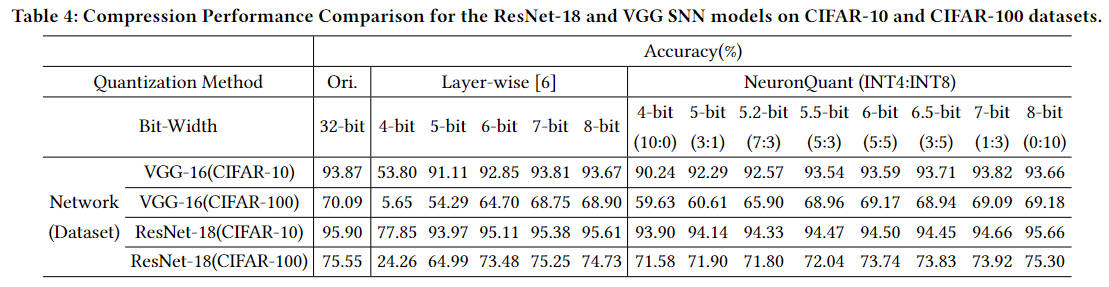 Table 4: Compression Performance Comparison for the ResNet-18 and VGG SNN models on CIFAR-10 and CIFAR-100 datasets.
Accuracy(%)
Quantization Method Ori. Layer-wise [6] NeuronQuant (INT4:INT8)
Bit-Width 32-bit 4-bit 5-bit 6-bit 7-bit 8-bit 4-bit 5-bit 5.2-bit 5.5-bit 6-bit 6.5-bit 7-bit 8-bit
(10:0) (3:1) (7:3) (5:3) (5:5) (3:5) (1:3) (0:10)
VGG-16(CIFAR-10) 93.87 53.80 91.11 92.85 93.81 93.67 90.24 92.29 92.57 93.54 93.59 93.71 93.82 93.66
Network VGG-16(CIFAR-100) 70.09 5.65 54.29 64.70 68.75 68.90 59.63 60.61 65.90 68.96 69.17 68.94 69.09 69.18
(Dataset) ResNet-18(CIFAR-10) 95.90 77.85 93.97 95.11 95.38 95.61 93.90 94.14 94.33 94.47 94.50 94.45 94.66 95.66
ResNet-18(CIFAR-100) 75.55 24.26 64.99 73.48 75.25 74.73 71.58 71.90 71.80 72.04 73.74 73.83 73.92 75.30